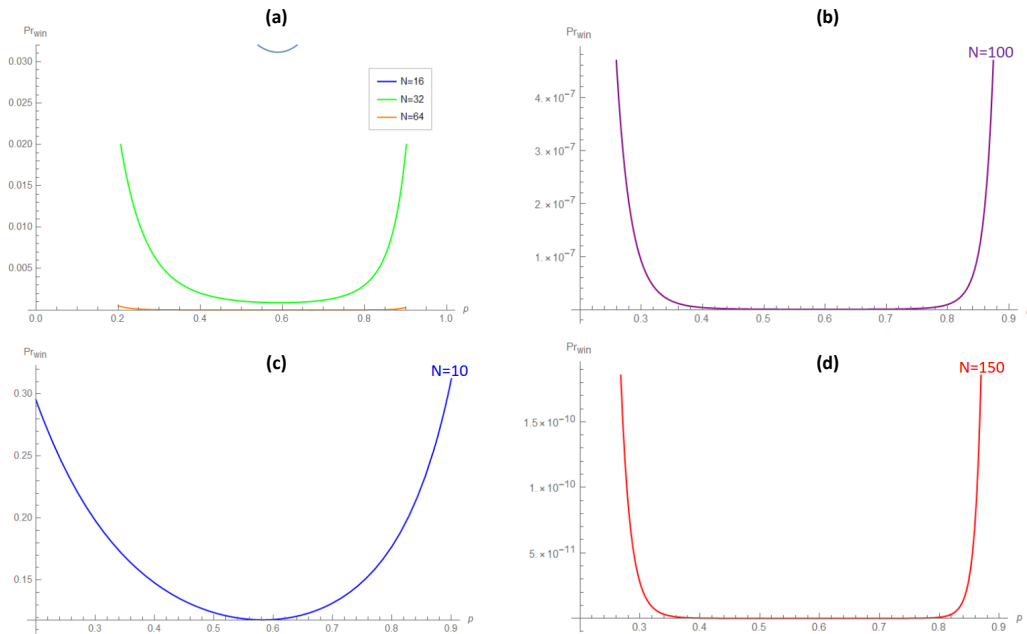 (a)
Pr_win
0.030
0.025
0.020
0.015
0.010
0.005
N=16
N=32
N=64
0.0 0.2 0.4 0.6 0.8 1.0 p
(b)
Pr_win
N=100
4. × 10^-7
3. × 10^-7
2. × 10^-7
1. × 10^-7
0.3 0.4 0.5 0.6 0.7 0.8 0.9
(c)
Pr_win
N=10
0.30
0.25
0.20
0.15
0.3 0.4 0.5 0.6 0.7 0.8 0.9 p
(d)
Pr_win
N=150
1.5 × 10^-10
1. × 10^-10
5. × 10^-11
0.3 0.4 0.5 0.6 0.7 0.8 0.9 p